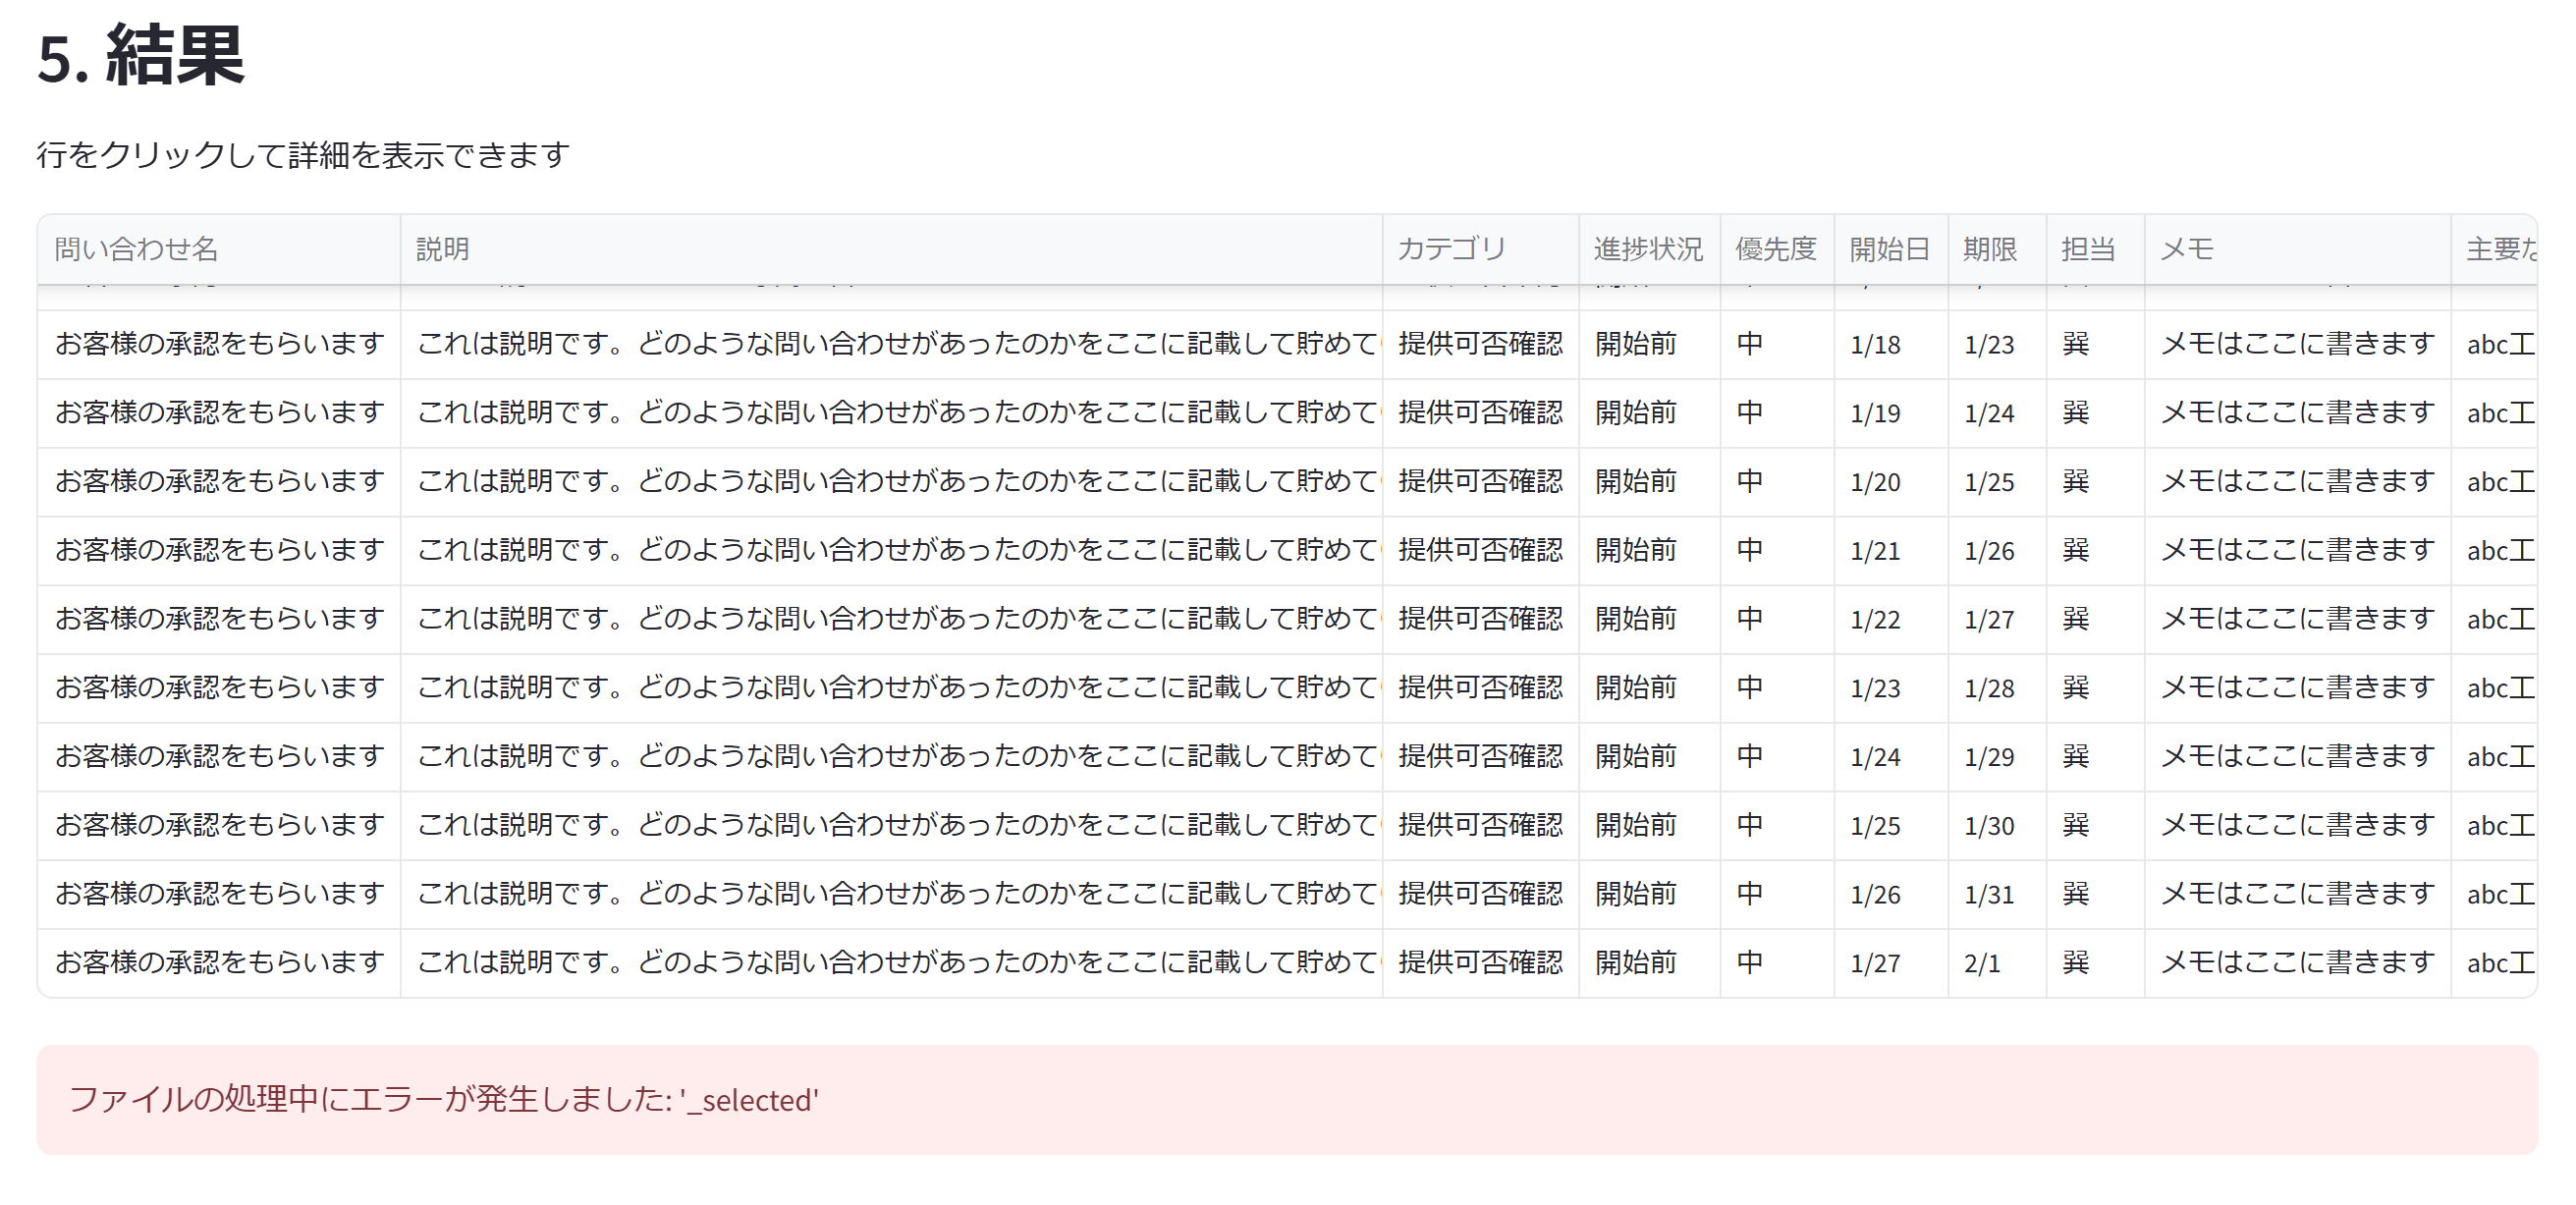 5. 結果
行をクリックして詳細を表示できます
問い合わせ名 説明 カテゴリ 進捗状況 優先度 開始日 期限 担当 メモ 主要な
お客様の承認をもらいます これは説明です。どのような問い合わせがあったのかをここに記載して貯めて 提供可否確認 開始前 中 1/18 1/23 巽 メモはここに書きます abc工
お客様の承認をもらいます これは説明です。どのような問い合わせがあったのかをここに記載して貯めて 提供可否確認 開始前 中 1/19 1/24 巽 メモはここに書きます abc工
お客様の承認をもらいます これは説明です。どのような問い合わせがあったのかをここに記載して貯めて 提供可否確認 開始前 中 1/20 1/25 巽 メモはここに書きます abc工
お客様の承認をもらいます これは説明です。どのような問い合わせがあったのかをここに記載して貯めて 提供可否確認 開始前 中 1/21 1/26 巽 メモはここに書きます abc工
お客様の承認をもらいます これは説明です。どのような問い合わせがあったのかをここに記載して貯めて 提供可否確認 開始前 中 1/22 1/27 巽 メモはここに書きます abc工
お客様の承認をもらいます これは説明です。どのような問い合わせがあったのかをここに記載して貯めて 提供可否確認 開始前 中 1/23 1/28 巽 メモはここに書きます abc工
お客様の承認をもらいます これは説明です。どのような問い合わせがあったのかをここに記載して貯めて 提供可否確認 開始前 中 1/24 1/29 巽 メモはここに書きます abc工
お客様の承認をもらいます これは説明です。どのような問い合わせがあったのかをここに記載して貯めて 提供可否確認 開始前 中 1/25 1/30 巽 メモはここに書きます abc工
お客様の承認をもらいます これは説明です。どのような問い合わせがあったのかをここに記載して貯めて 提供可否確認 開始前 中 1/26 1/31 巽 メモはここに書きます abc工
お客様の承認をもらいます これは説明です。どのような問い合わせがあったのかをここに記載して貯めて 提供可否確認 開始前 中 1/27 2/1 巽 メモはここに書きます abc工
ファイルの処理中にエラーが発生しました: '_selected'